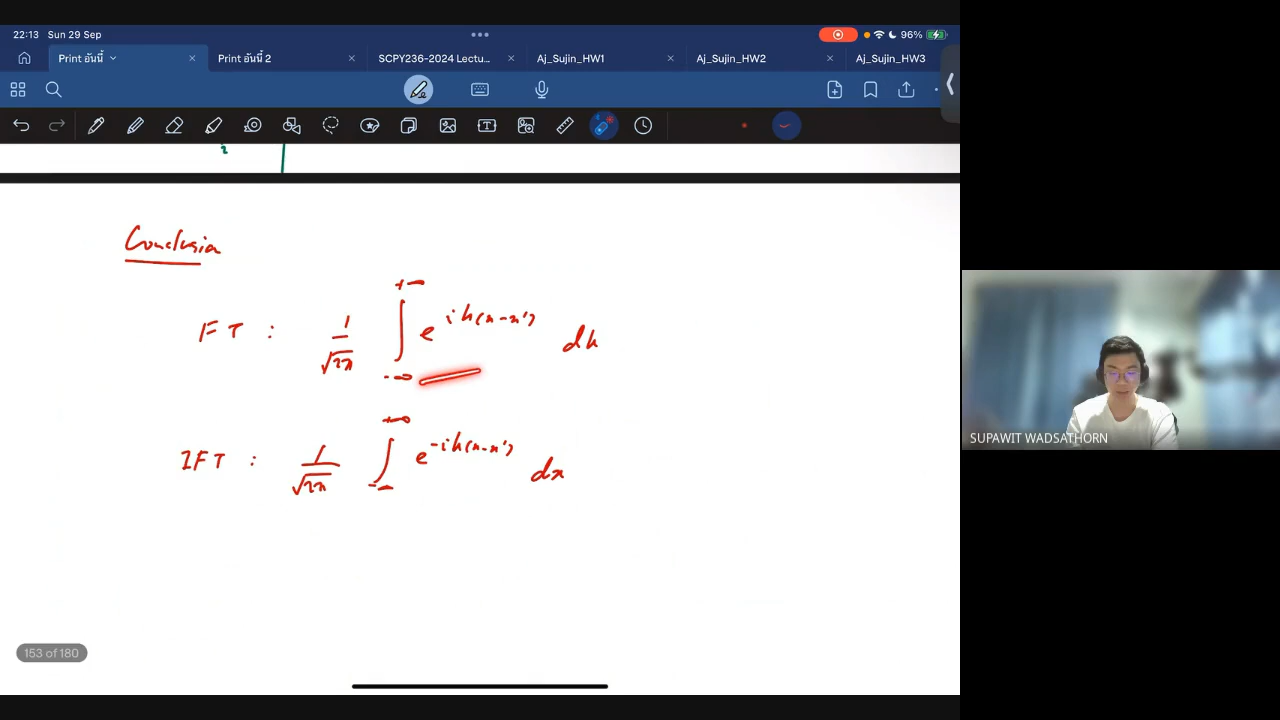 22:13 Sun 29 Sep
96%
Print อันนี้
Print อันนี้ 2
SCPY236-2024 Lectu...
Aj_Sujin_HW1
Aj_Sujin_HW2
Aj_Sujin_HW3
Conclusion
FT : 1/√2π ∫_{-∞}^{+∞} e^{ik(x-x')} dk
IFT : 1/√2π ∫_{-∞}^{+∞} e^{-ik(x-x')} dx
153 of 180
SUPAWIT WADSATHORN